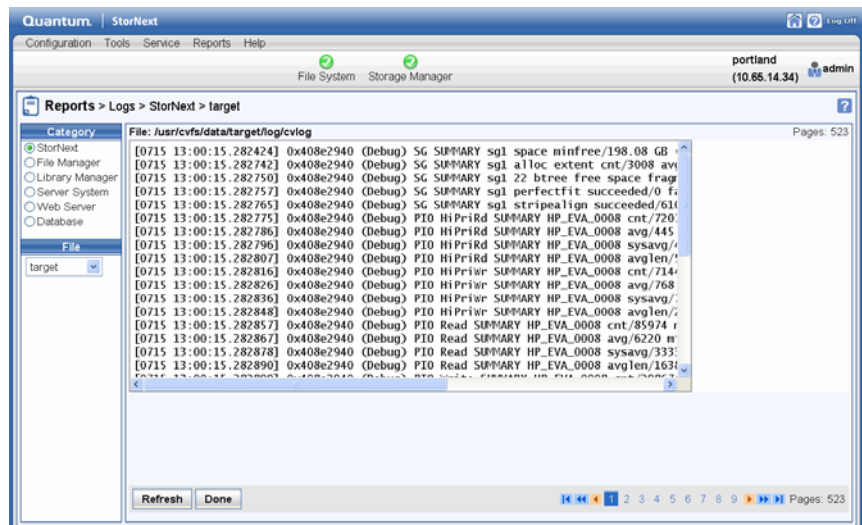 Quantum. | StorNext
Log Off
Configuration Tools Service Reports Help
File System Storage Manager
portland
(10.65.14.34)
admin
Reports > Logs > StorNext > target
Category
StorNext
File Manager
Library Manager
Server System
Web Server
Database
File
target
File: /usr/cvfs/data/target/log/cvlog
Pages: 523
[0715 13:00:15.282424] 0x408e2940 (Debug) SG SUMMARY sg1 space minfree/198.08 GB
[0715 13:00:15.282742] 0x408e2940 (Debug) SG SUMMARY sg1 alloc extent cnt/3008 avg
[0715 13:00:15.282750] 0x408e2940 (Debug) SG SUMMARY sg1 22 btree free space fragm
[0715 13:00:15.282757] 0x408e2940 (Debug) SG SUMMARY sg1 perfectfit succeeded/0 fa
[0715 13:00:15.282765] 0x408e2940 (Debug) SG SUMMARY sg1 stripealign succeeded/610
[0715 13:00:15.282775] 0x408e2940 (Debug) PIO HiPriRd SUMMARY HP_EVA_0008 cnt/720
[0715 13:00:15.282786] 0x408e2940 (Debug) PIO HiPriRd SUMMARY HP_EVA_0008 avg/445
[0715 13:00:15.282796] 0x408e2940 (Debug) PIO HiPriRd SUMMARY HP_EVA_0008 sysavg/
[0715 13:00:15.282807] 0x408e2940 (Debug) PIO HiPriRd SUMMARY HP_EVA_0008 avglen/
[0715 13:00:15.282816] 0x408e2940 (Debug) PIO HiPriWr SUMMARY HP_EVA_0008 cnt/714
[0715 13:00:15.282826] 0x408e2940 (Debug) PIO HiPriWr SUMMARY HP_EVA_0008 avg/768
[0715 13:00:15.282836] 0x408e2940 (Debug) PIO HiPriWr SUMMARY HP_EVA_0008 sysavg/
[0715 13:00:15.282848] 0x408e2940 (Debug) PIO HiPriWr SUMMARY HP_EVA_0008 avglen/
[0715 13:00:15.282857] 0x408e2940 (Debug) PIO Read SUMMARY HP_EVA_0008 cnt/85974
[0715 13:00:15.282867] 0x408e2940 (Debug) PIO Read SUMMARY HP_EVA_0008 avg/6220
[0715 13:00:15.282878] 0x408e2940 (Debug) PIO Read SUMMARY HP_EVA_0008 sysavg/333
[0715 13:00:15.282890] 0x408e2940 (Debug) PIO Read SUMMARY HP_EVA_0008 avglen/163
Refresh Done
1 2 3 4 5 6 7 8 9 Pages: 523